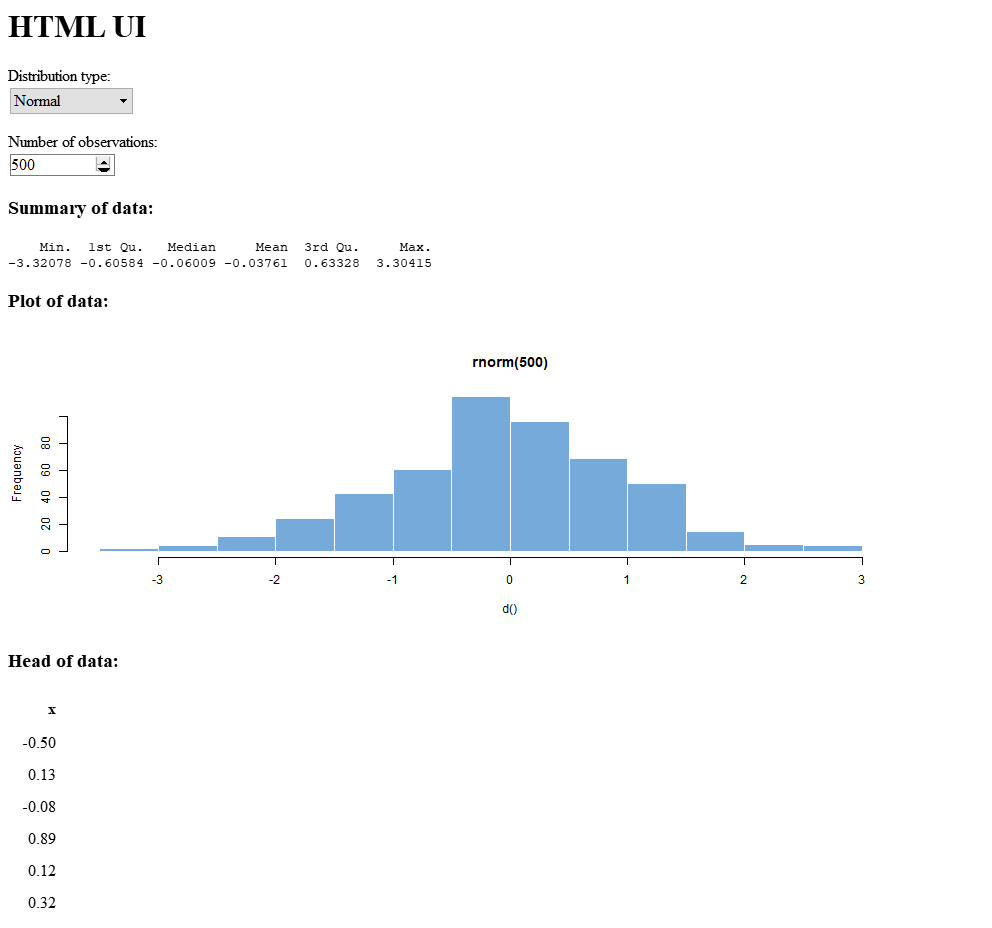 HTML UI
Distribution type:
Normal
Number of observations:
500
Summary of data:
Min. 1st Qu. Median Mean 3rd Qu. Max.
-3.32078 -0.60584 -0.06009 -0.03761 0.63328 3.30415
Plot of data:
rnorm(500)
Frequency
80
60
40
20
0
-3 -2 -1 0 1 2 3
d()
Head of data:
x
-0.50
0.13
-0.08
0.89
0.12
0.32